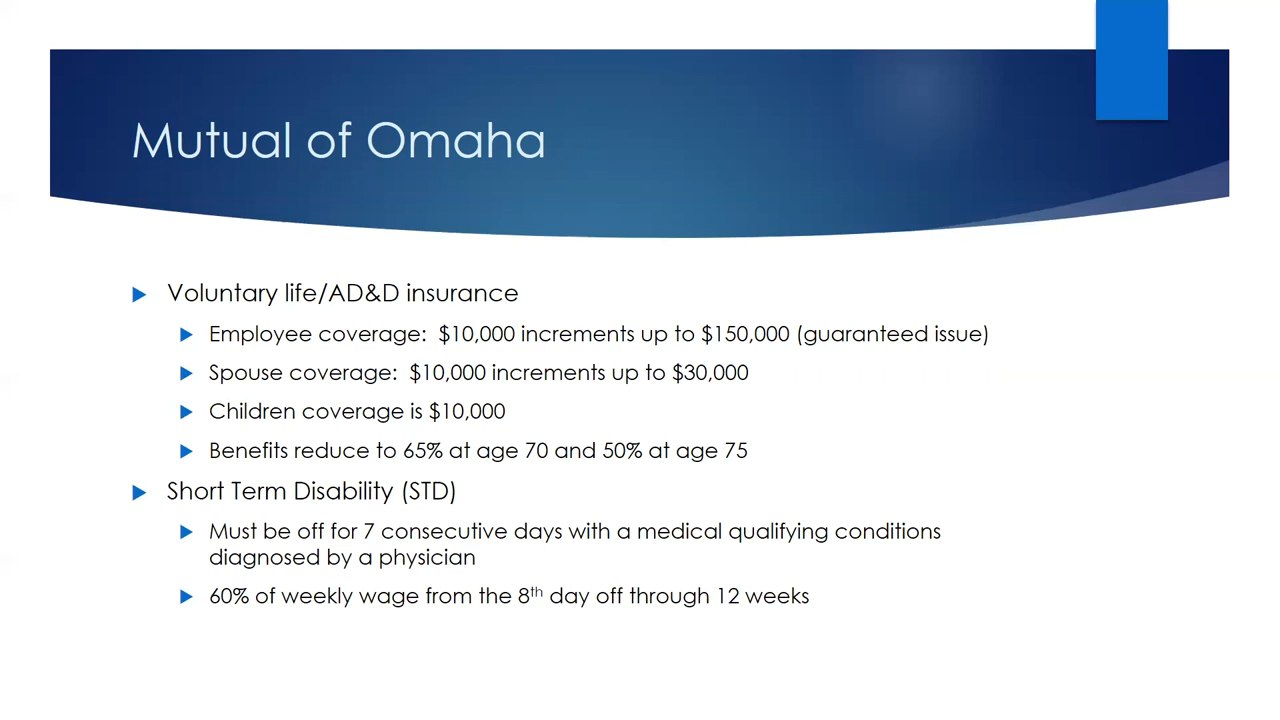 Mutual of Omaha
Voluntary life/AD&D insurance
Employee coverage: $10,000 increments up to $150,000 (guaranteed issue)
Spouse coverage: $10,000 increments up to $30,000
Children coverage is $10,000
Benefits reduce to 65% at age 70 and 50% at age 75
Short Term Disability (STD)
Must be off for 7 consecutive days with a medical qualifying conditions
diagnosed by a physician
60% of weekly wage from the 8th day off through 12 weeks